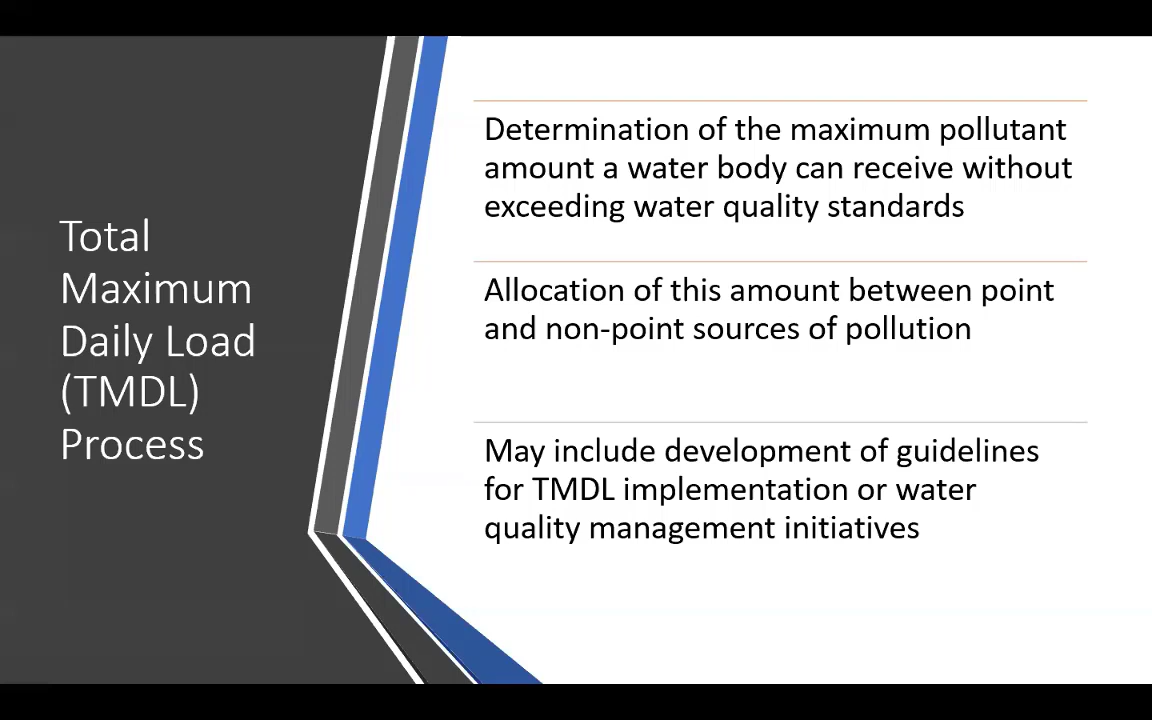 Total
Maximum
Daily Load
(TMDL)
Process
Determination of the maximum pollutant
amount a water body can receive without
exceeding water quality standards
Allocation of this amount between point
and non-point sources of pollution
May include development of guidelines
for TMDL implementation or water
quality management initiatives